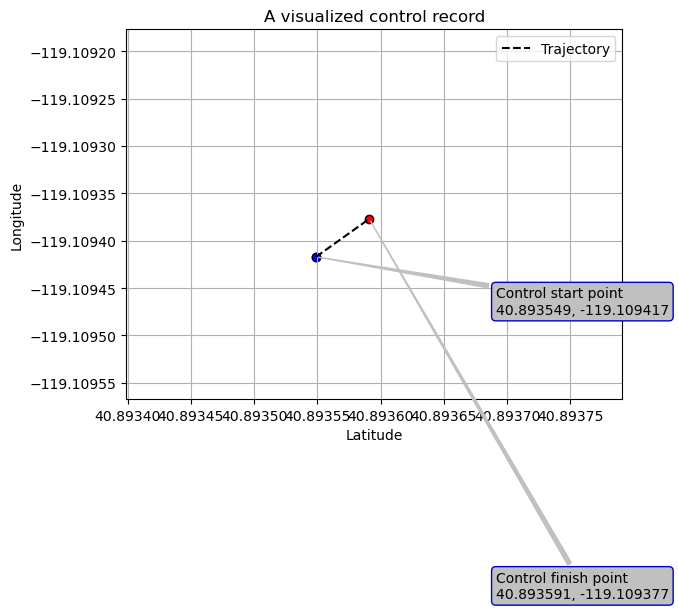 A visualized control record
Trajectory
Longitude
−119.10920
−119.10925
−119.10930
−119.10935
−119.10940
−119.10945
−119.10950
−119.10955
Control start point
40.893549, -119.109417
40.89340 40.89345 40.89350 40.89355 40.89360 40.89365 40.89370 40.89375
Latitude
Control finish point
40.893591, -119.109377